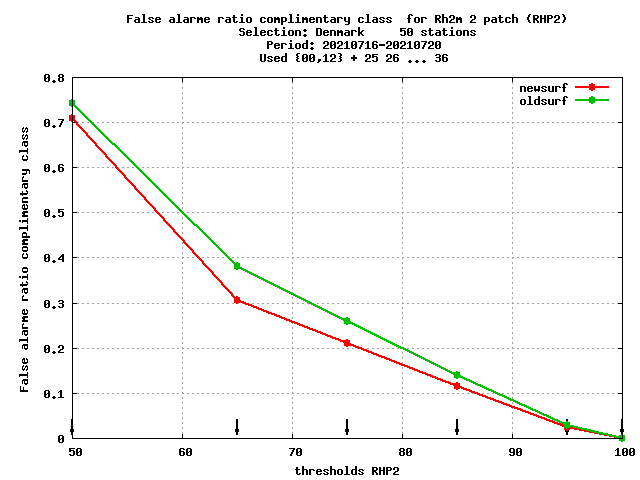 False alarme ratio complimentary class  for Rh2m 2 patch (RHP2)
Selection: Denmark     50 stations
Period: 20210716-20210720
Used {00,12} + 25 26 ... 36
newsurf
oldsurf
False alarme ratio complimentary class
0.8
0.7
0.6
0.5
0.4
0.3
0.2
0.1
0
50 60 70 80 90 100
thresholds RHP2